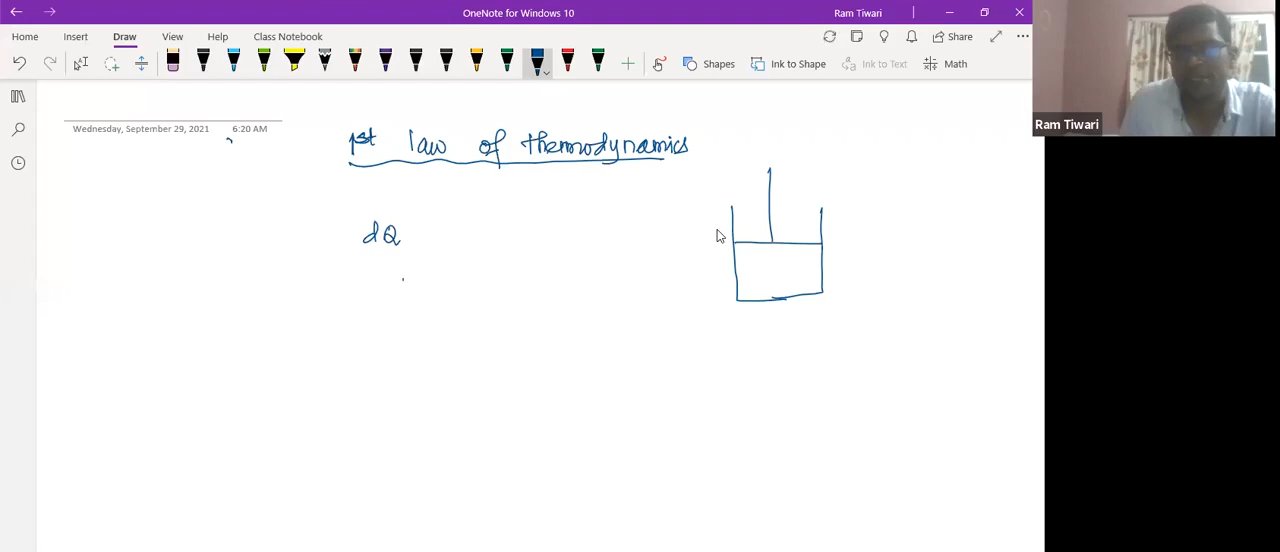 OneNote for Windows 10
Ram Tiwari
Home Insert Draw View Help Class Notebook
Share
Shapes Ink to Shape Ink to Text Math
Ram Tiwari
Wednesday, September 29, 2021 6:20 AM
1st law of thermodynamics
dQ